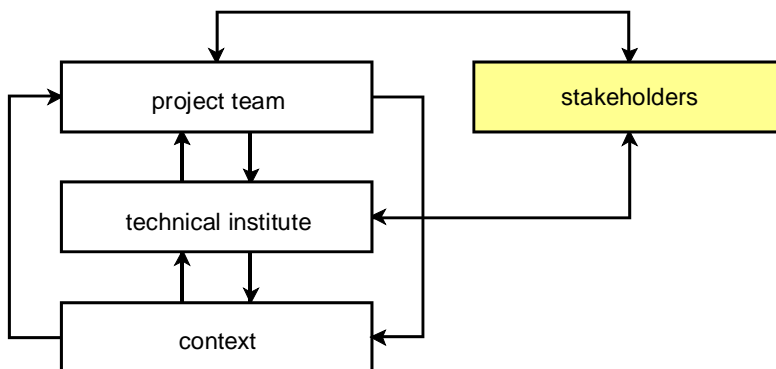 project team
stakeholders
technical institute
context